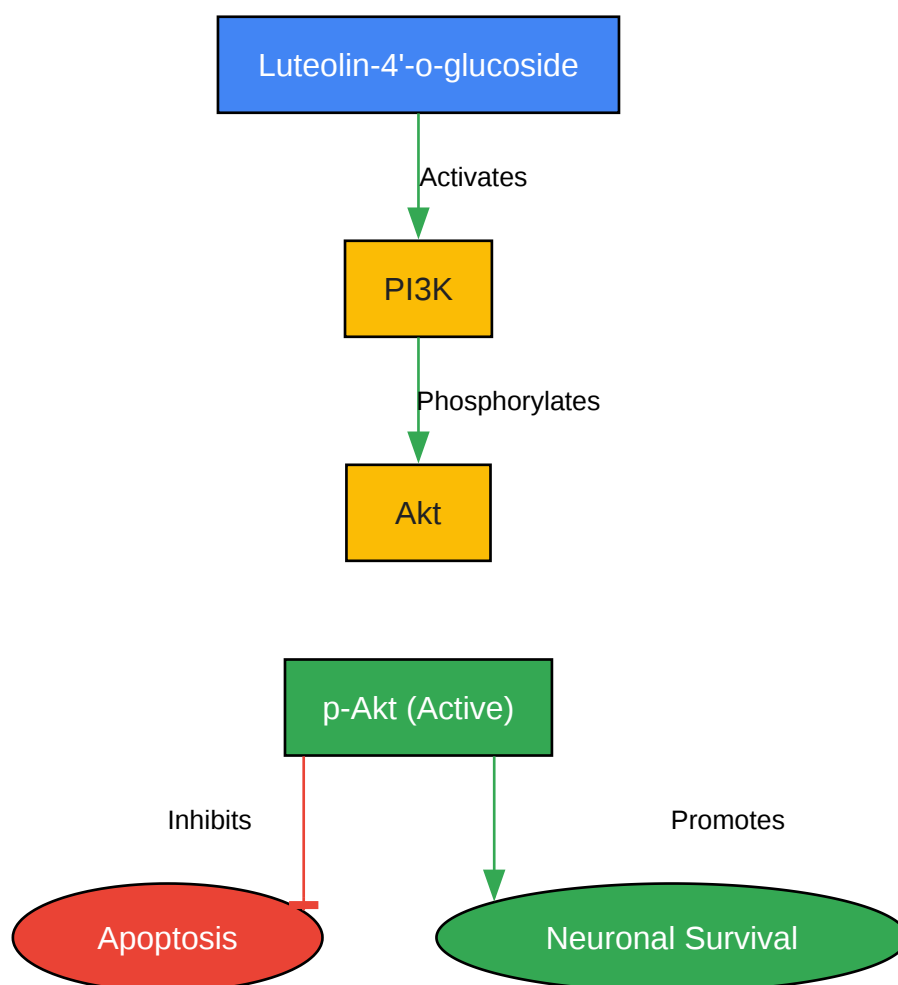 Luteolin-4'-o-glucoside
Activates
PI3K
Phosphorylates
Akt
p-Akt (Active)
Inhibits
Promotes
Apoptosis
Neuronal Survival